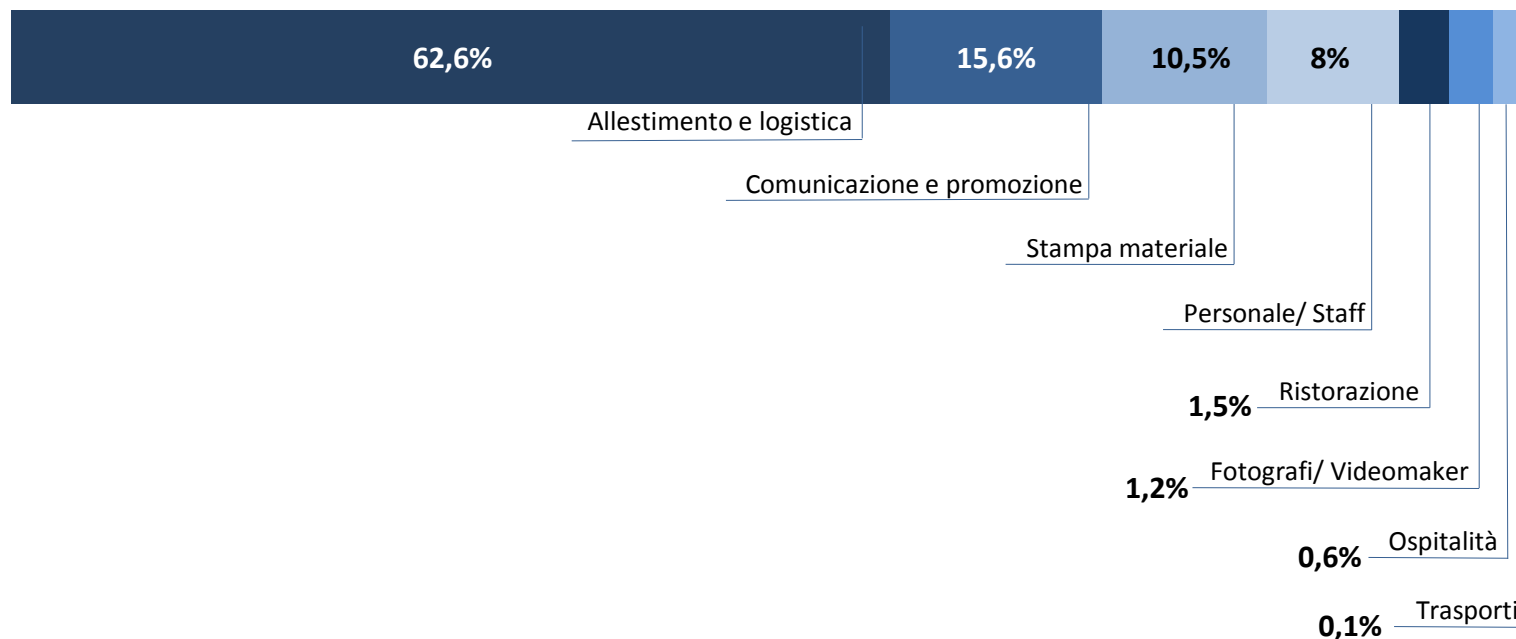 62,6%
15,6%
10,5%
8%
Allestimento e logistica
Comunicazione e promozione
Stampa materiale
Personale/ Staff
1,5% Ristorazione
1,2% Fotografi/ Videomaker
0,6% Ospitalità
0,1% Trasporti